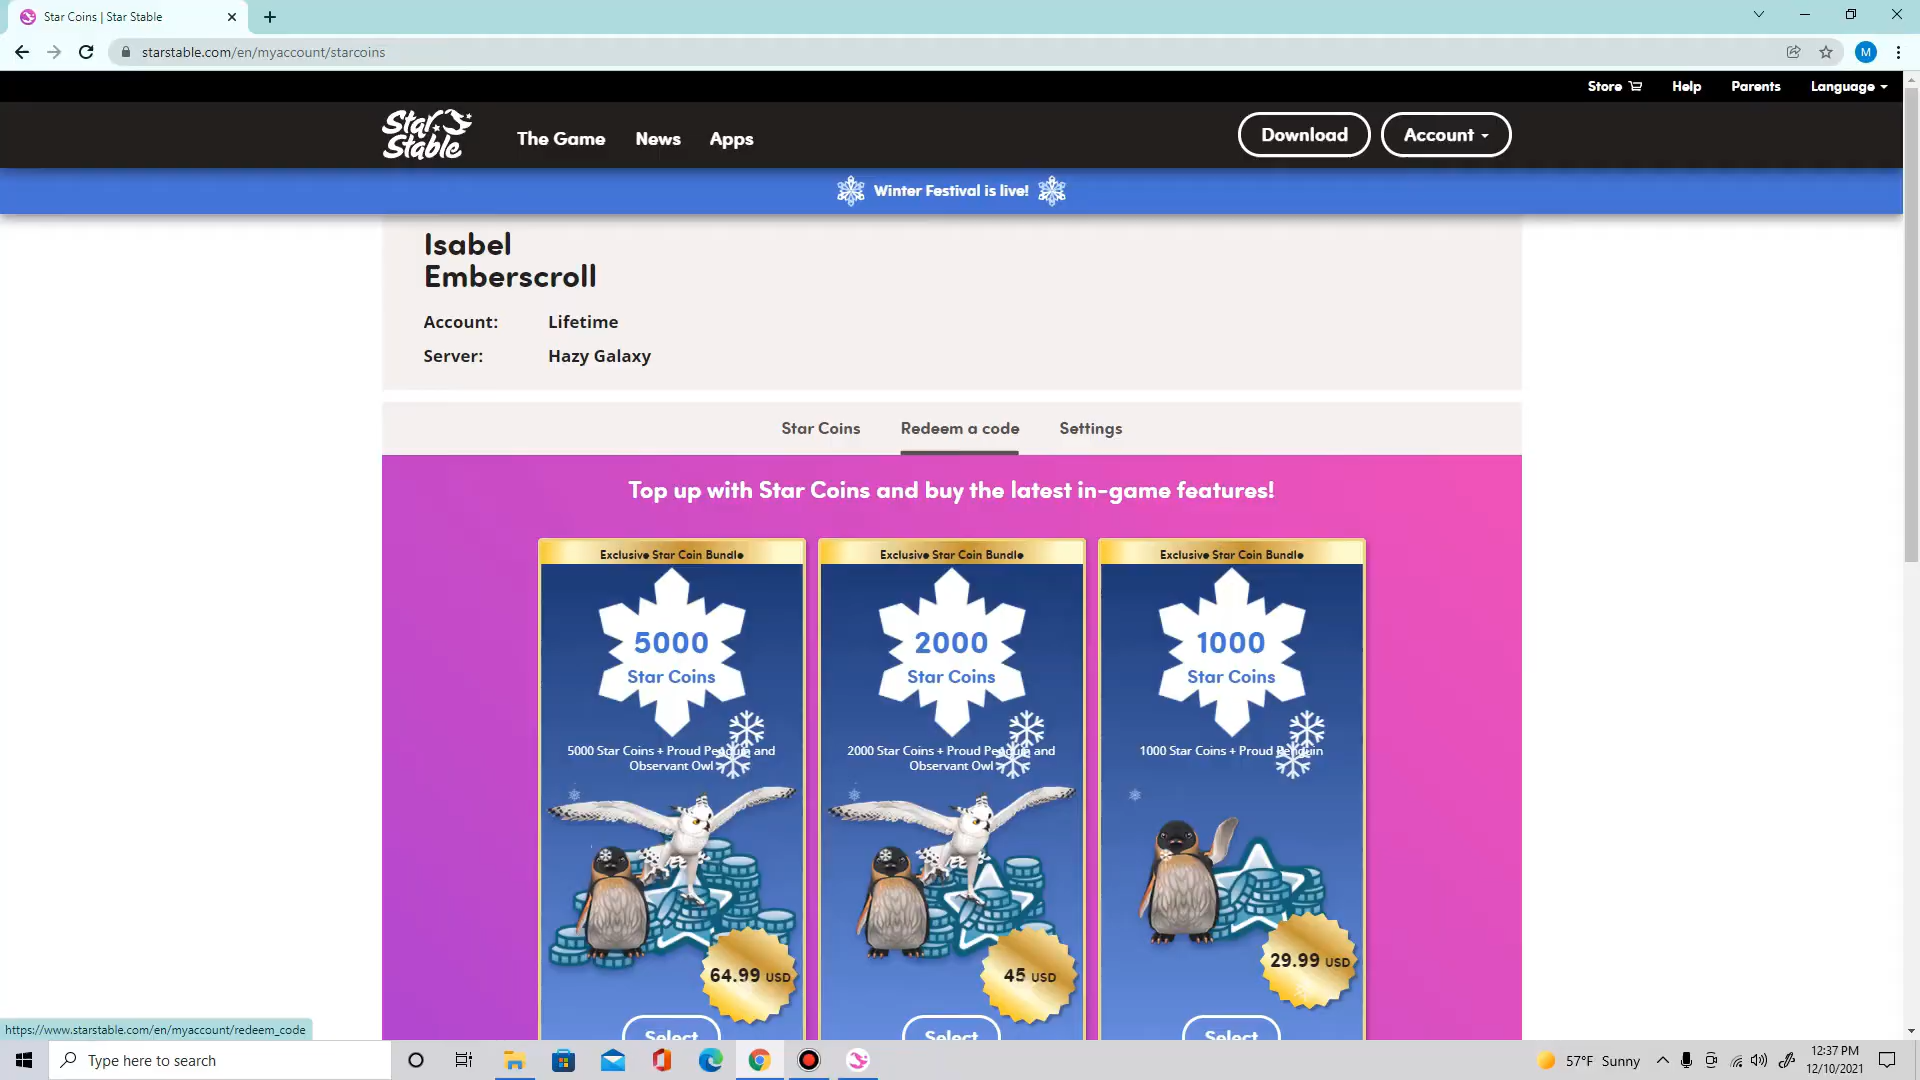 Star Coins | Star Stable
starstable.com/en/myaccount/starcoins
M
Store
Help
Parents
Language
Star Stable
The Game
News
Apps
Download
Account
Winter Festival is live!
Isabel
Emberscroll
Account: Lifetime
Server: Hazy Galaxy
Star Coins
Redeem a code
Settings
Top up with Star Coins and buy the latest in-game features!
Exclusive Star Coin Bundle
5000
Star Coins
5000 Star Coins + Proud Penguin and
Observant Owl
64.99 USD
Select
Exclusive Star Coin Bundle
2000
Star Coins
2000 Star Coins + Proud Penguin and
Observant Owl
45 USD
Select
Exclusive Star Coin Bundle
1000
Star Coins
1000 Star Coins + Proud Penguin
29.99 USD
Select
https://www.starstable.com/en/myaccount/redeem_code
Type here to search
57°F Sunny
12:37 PM
12/10/2021